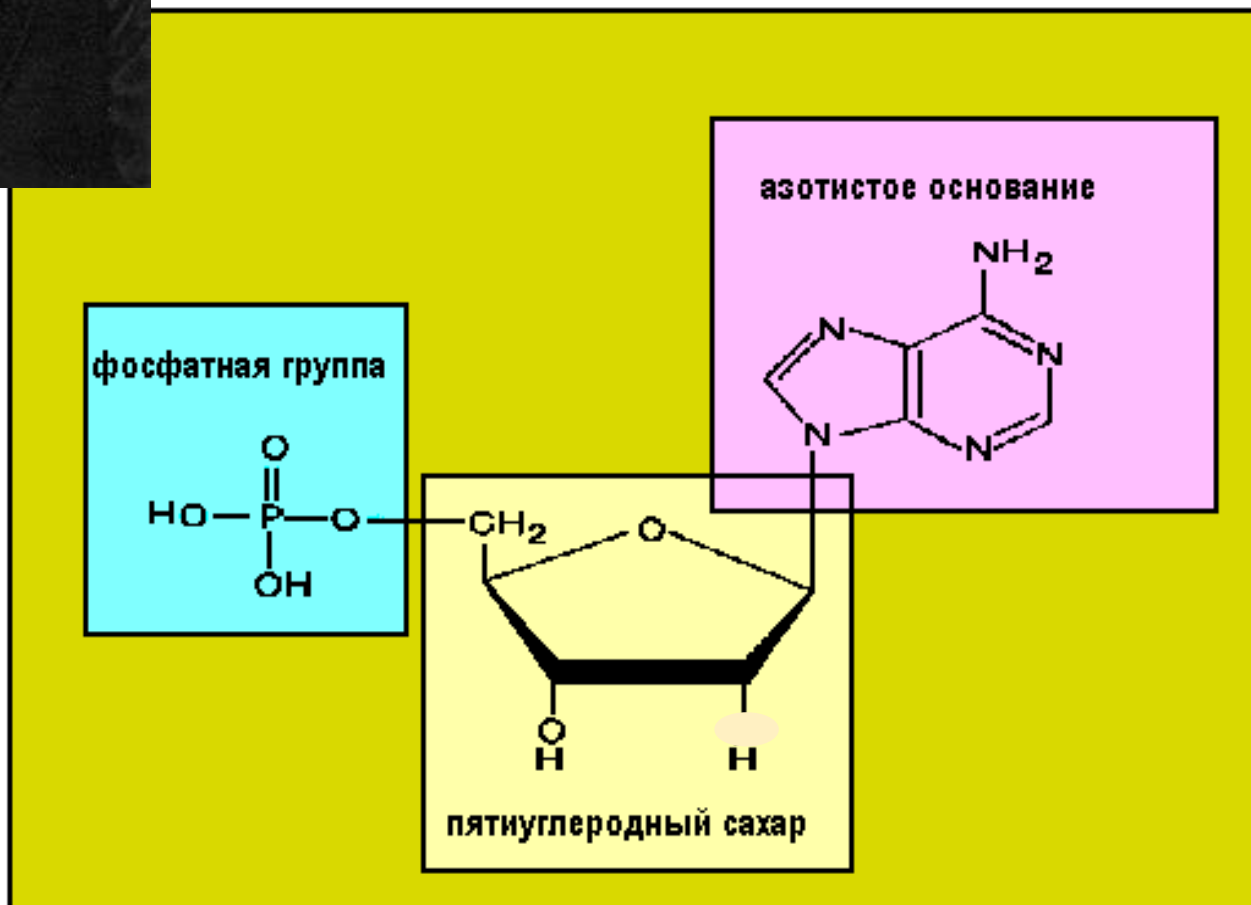 азотистое основание
NH2
N
N
N
N
фосфатная группа
O
HO P O
OH
CH2
O
O
H
H
пятиуглеродный сахар